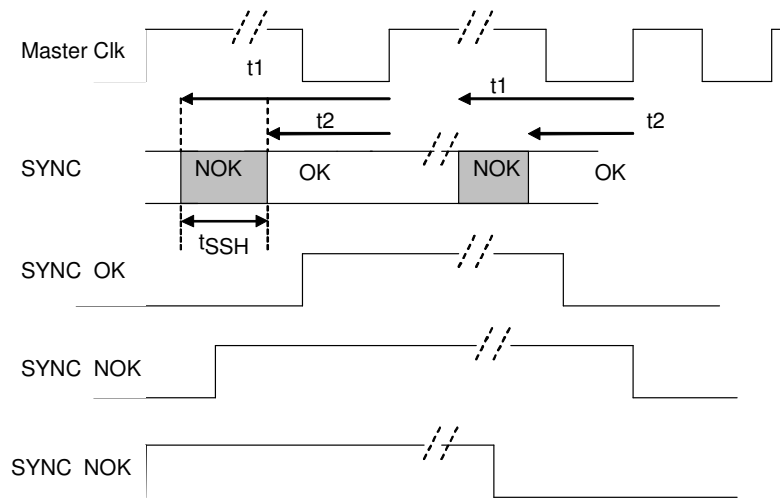 Master Clk
t1
t1
t2
t2
SYNC
NOK
OK
NOK
OK
tSSH
SYNC OK
SYNC NOK
SYNC NOK